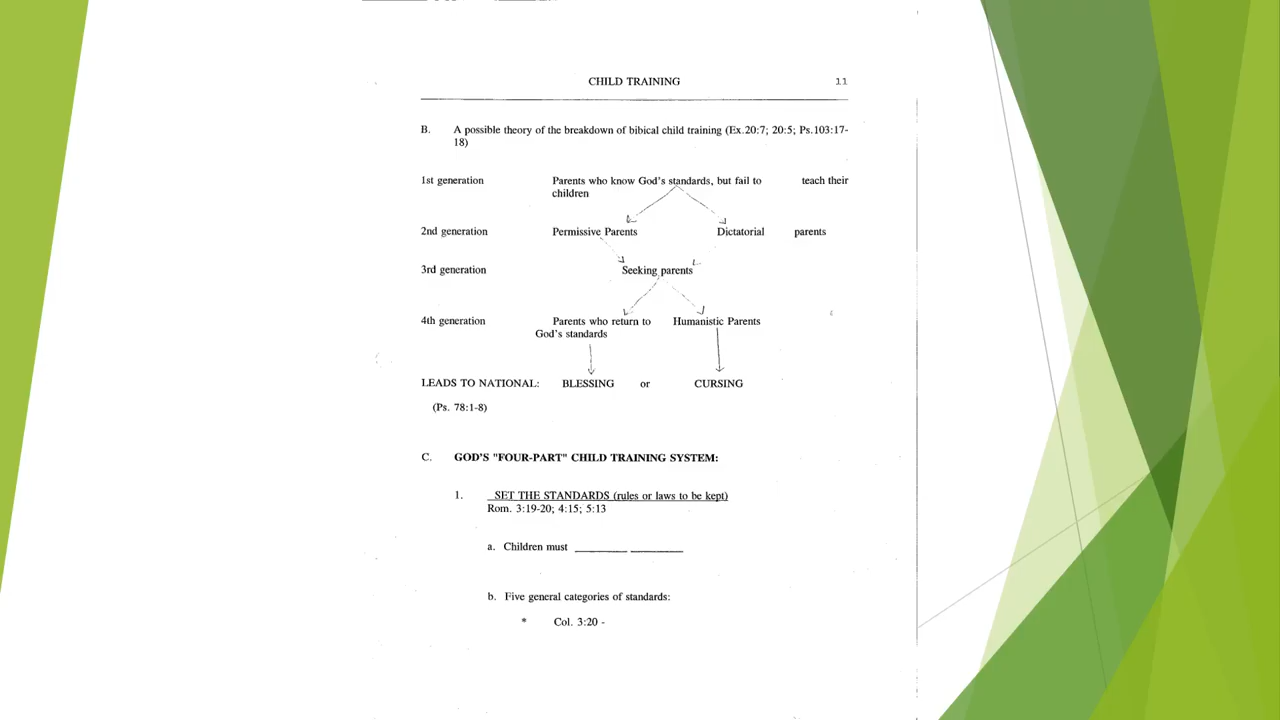 CHILD TRAINING 11
B. A possible theory of the breakdown of bibical child training (Ex.20:7; 20:5; Ps.103:17-
18)
1st generation Parents who know God's standards, but fail to teach their
children
2nd generation Permissive Parents Dictatorial parents
3rd generation Seeking parents
4th generation Parents who return to Humanistic Parents
God's standards
LEADS TO NATIONAL: BLESSING or CURSING
(Ps. 78:1-8)
C. GOD'S "FOUR-PART" CHILD TRAINING SYSTEM:
1. SET THE STANDARDS (rules or laws to be kept)
Rom. 3:19-20; 4:15; 5:13
a. Children must ________ ________
b. Five general categories of standards:
* Col. 3:20 -